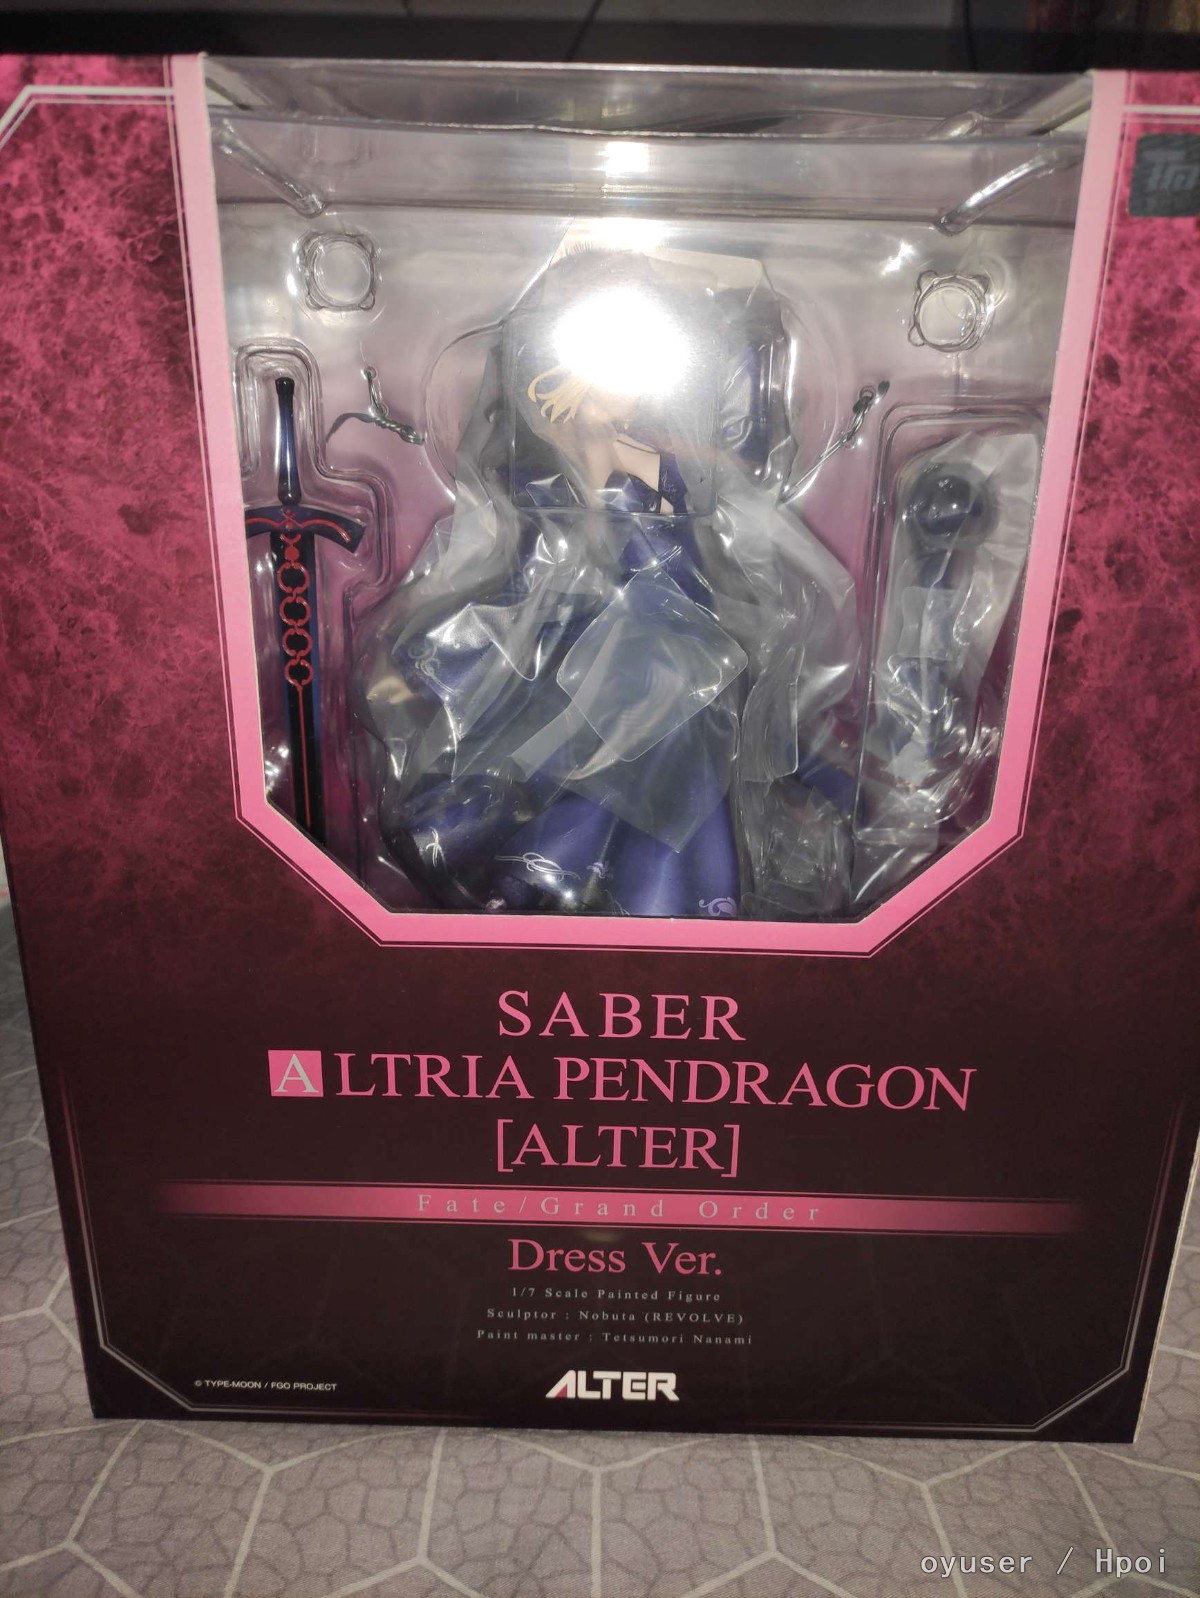 SABER
ALTRIA PENDRAGON
[ALTER]
Fate/Grand Order
Dress Ver.
1/7 Scale Painted Figure
Sculptor : Nobuta (REVOLVE)
Paint master : Tetsumori Nanami
© TYPE-MOON / FGO PROJECT
ALTER
oyuser / Hpoi